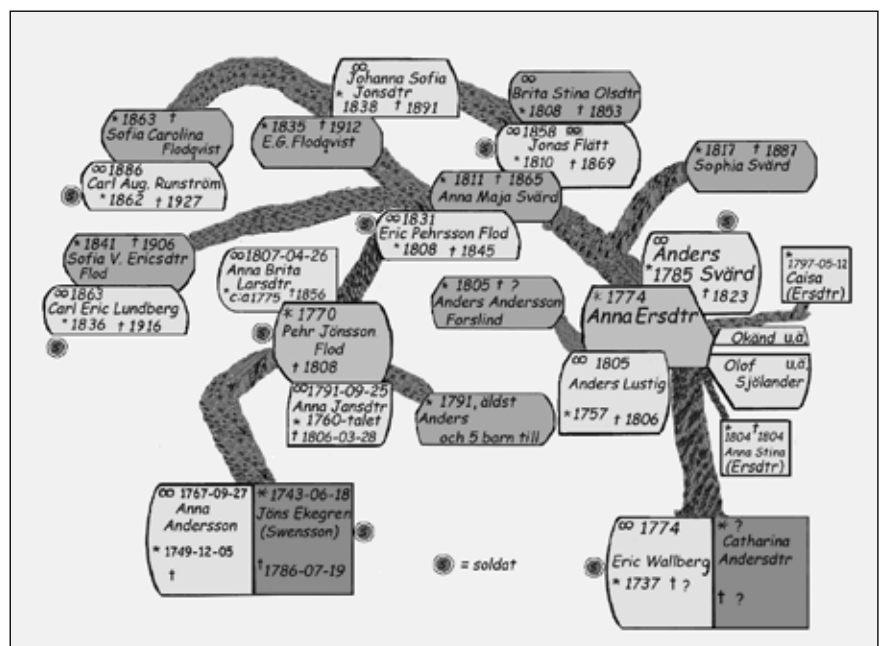 ∞
Johanna Sofia
* Jonsdtr
1838 † 1891
∞
Brita Stina Olsdtr
* 1808 † 1853
* 1863 †
Sofia Carolina
Flodqvist
* 1835 † 1912
E.G. Flodqvist
∞ 1858 ∞
Jonas Flätt
* 1810 † 1869
* 1817 † 1887
Sophia Svärd
∞ 1886
Carl Aug. Runström
* 1862 † 1927
* 1811 † 1865
Anna Maja Svärd
∞ 1831
Eric Pehrsson Flod
* 1808 † 1845
* 1841 † 1906
Sofia V. Ericsdtr
Flod
∞ 1863
Carl Eric Lundberg
* 1836 † 1916
∞ 1807-04-26
Anna Brita
Larsdtr
* c:a1775 † 1856
∞
Anders
* 1785 Svärd
† 1823
*
1797-05-12
Caisa
(Ersdtr)
* 1805 † ?
Anders Andersson
Forslind
* 1774
Anna Ersdtr
* 1770
Pehr Jönsson
Flod
† 1808
Okänd u.ä.
Olof u.ä.
Sjölander
∞ 1805
Anders Lustig
* 1757 † 1806
∞ 1791-09-25
Anna Jansdtr
* 1760-talet
† 1806-03-28
* 1791, äldst
Anders
och 5 barn till
* †
1804 1804
Anna Stina
(Ersdtr)
∞ 1767-09-27
Anna
Andersson
* 1749-12-05
†
* 1743-06-18
Jöns Ekegren
(Swensson)
† 1786-07-19
S = soldat
∞ 1774
Eric Wallberg
* 1737 † ?
* ?
Catharina
Andersdtr
† ?